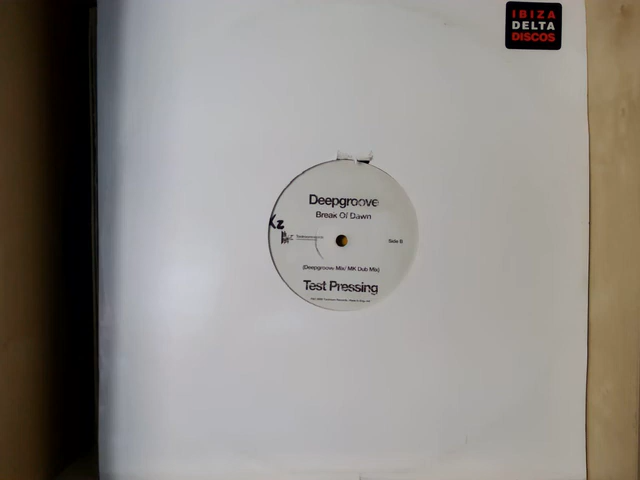 IBIZA
DELTA
DISCOS
Deepgroove
Break Of Dawn
Side B
(Deepgroove Mix/ MK Dub Mix)
Test Pressing